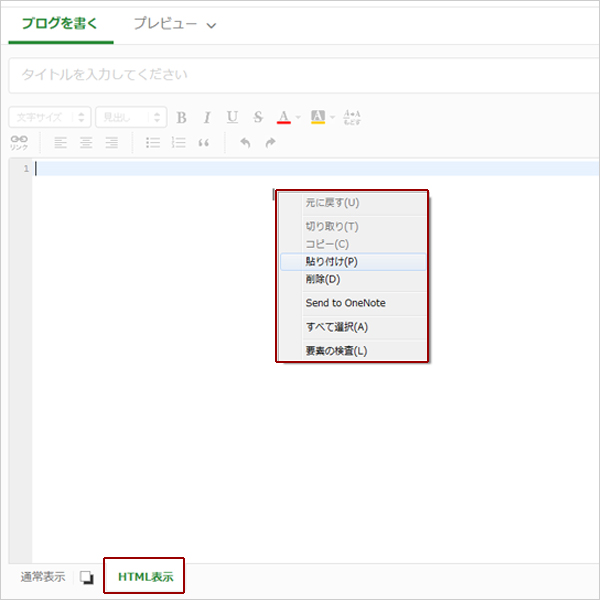 ブログを書く プレビュー
タイトルを入力してください
文字サイズ 見出し B I U S A A A◂A
もどす
リンク
1
元に戻す(U)
切り取り(T)
コピー(C)
貼り付け(P)
削除(D)
Send to OneNote
すべて選択(A)
要素の検査(L)
通常表示 HTML表示